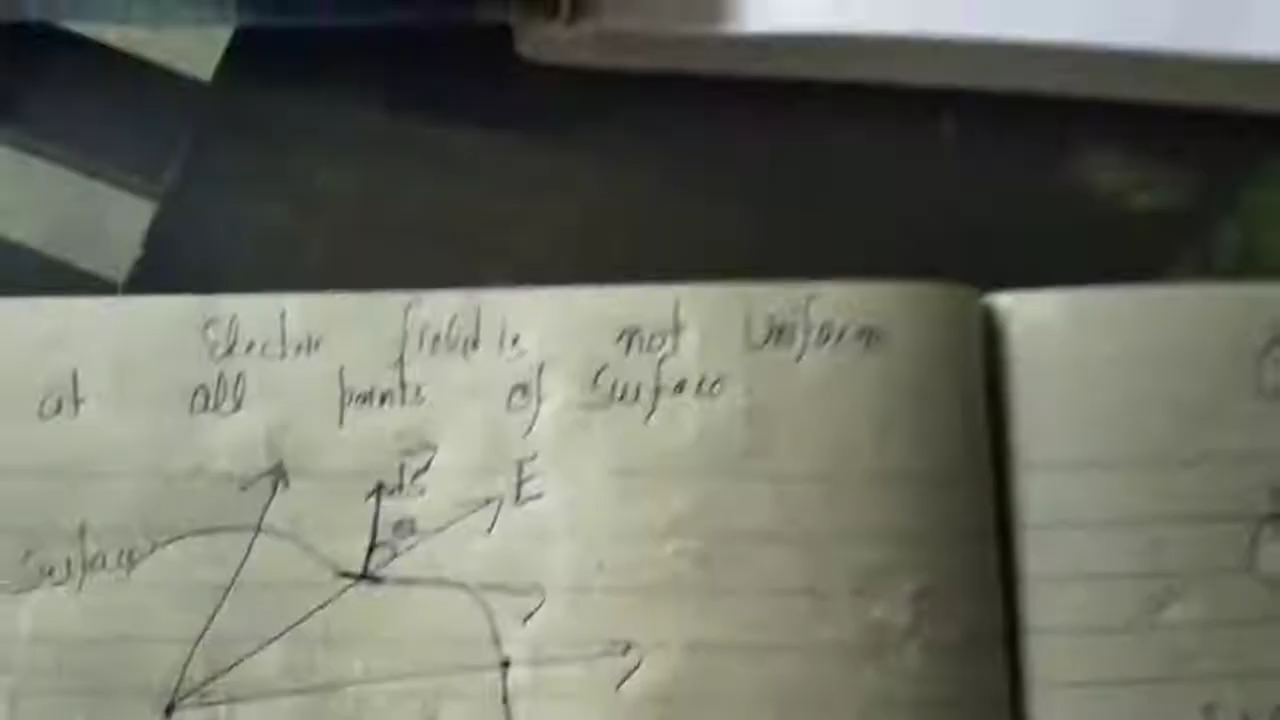 Electric field is not Uniform
at all points of Surface
dS
E
θ
Surface